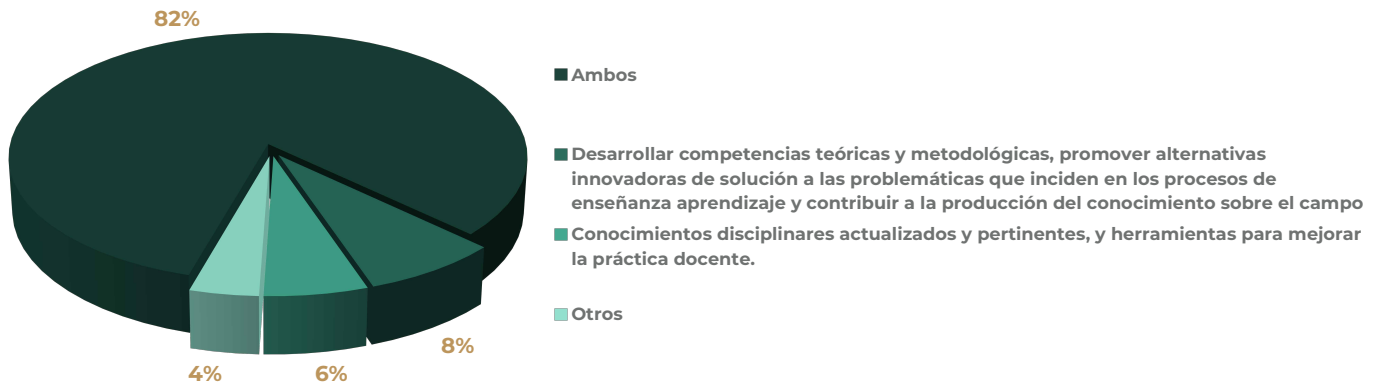 82%
Ambos
Desarrollar competencias teóricas y metodológicas, promover alternativas
innovadoras de solución a las problemáticas que inciden en los procesos de
enseñanza aprendizaje y contribuir a la producción del conocimiento sobre el campo
Conocimientos disciplinares actualizados y pertinentes, y herramientas para mejorar
la práctica docente.
Otros
8%
4%
6%